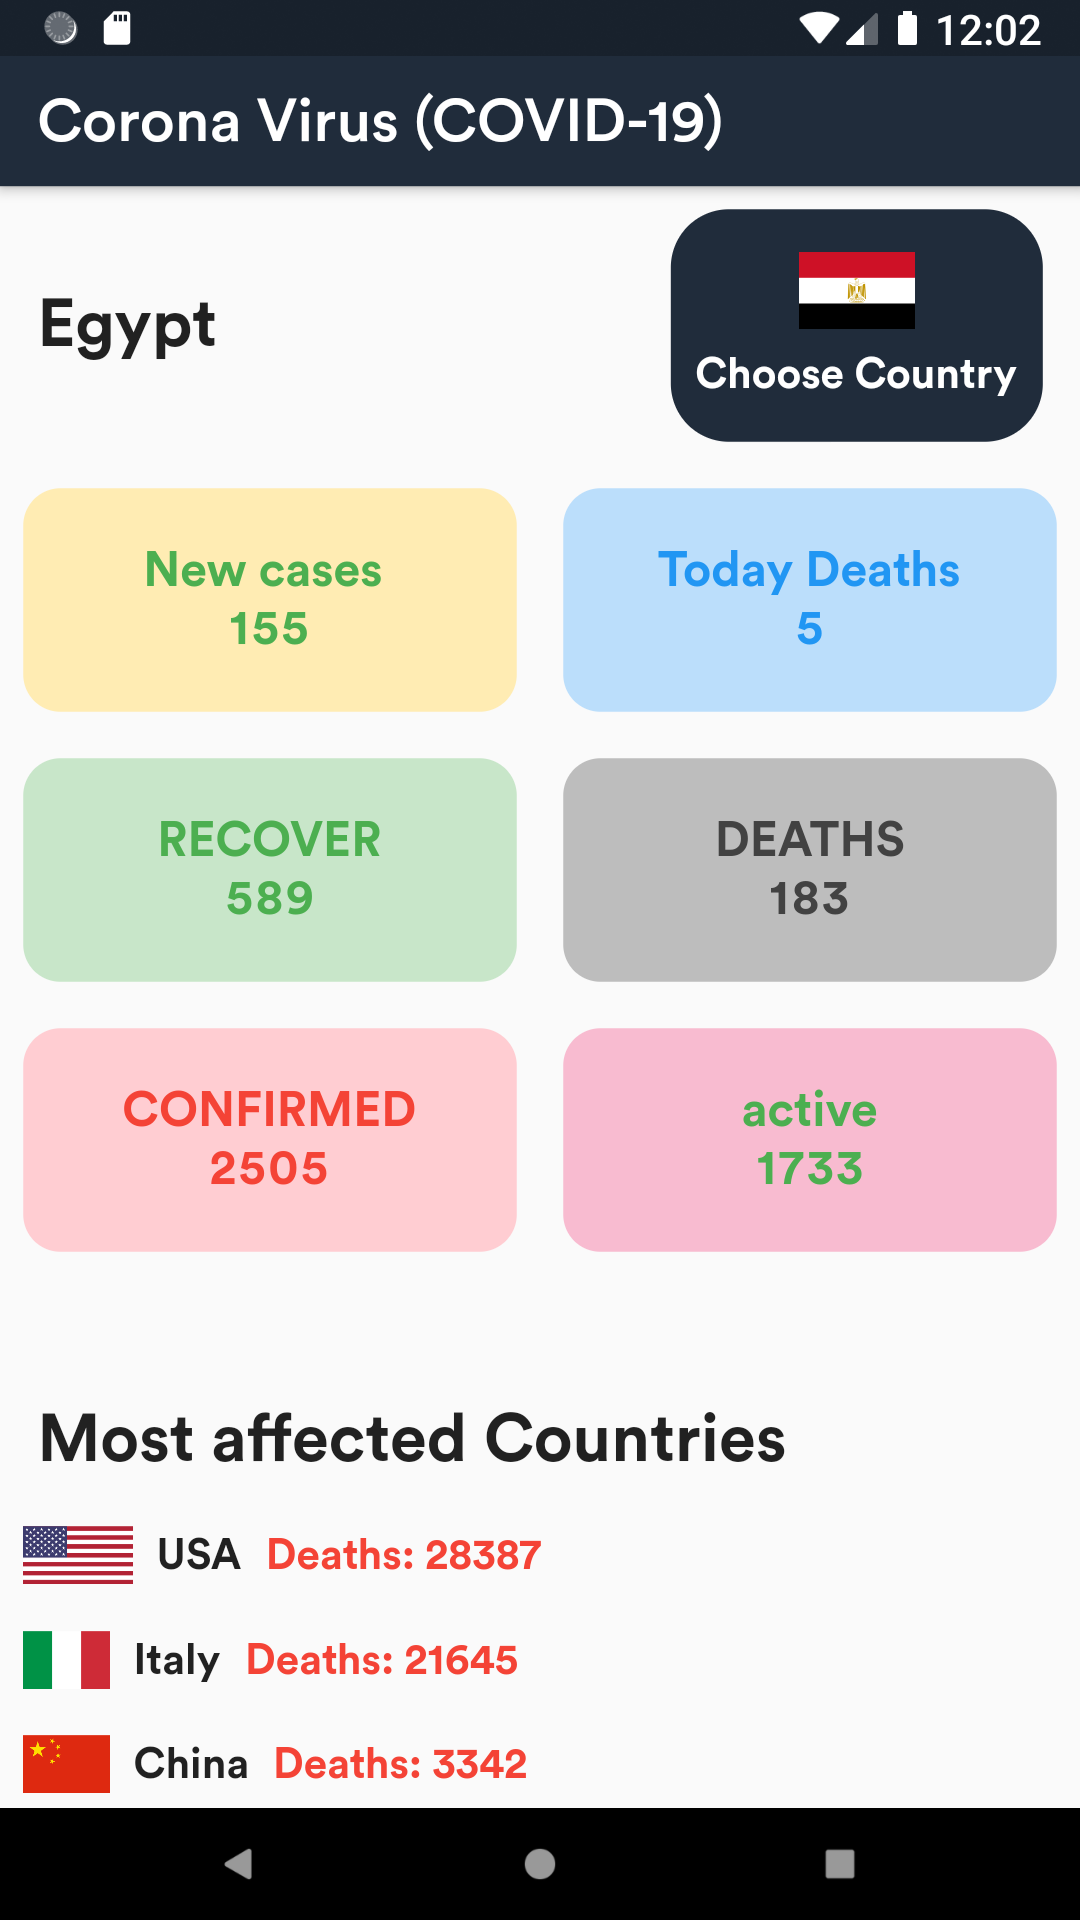 12:02
Corona Virus (COVID-19)
Egypt
Choose Country
New cases
155
Today Deaths
5
RECOVER
589
DEATHS
183
CONFIRMED
2505
active
1733
Most affected Countries
USA Deaths: 28387
Italy Deaths: 21645
China Deaths: 3342